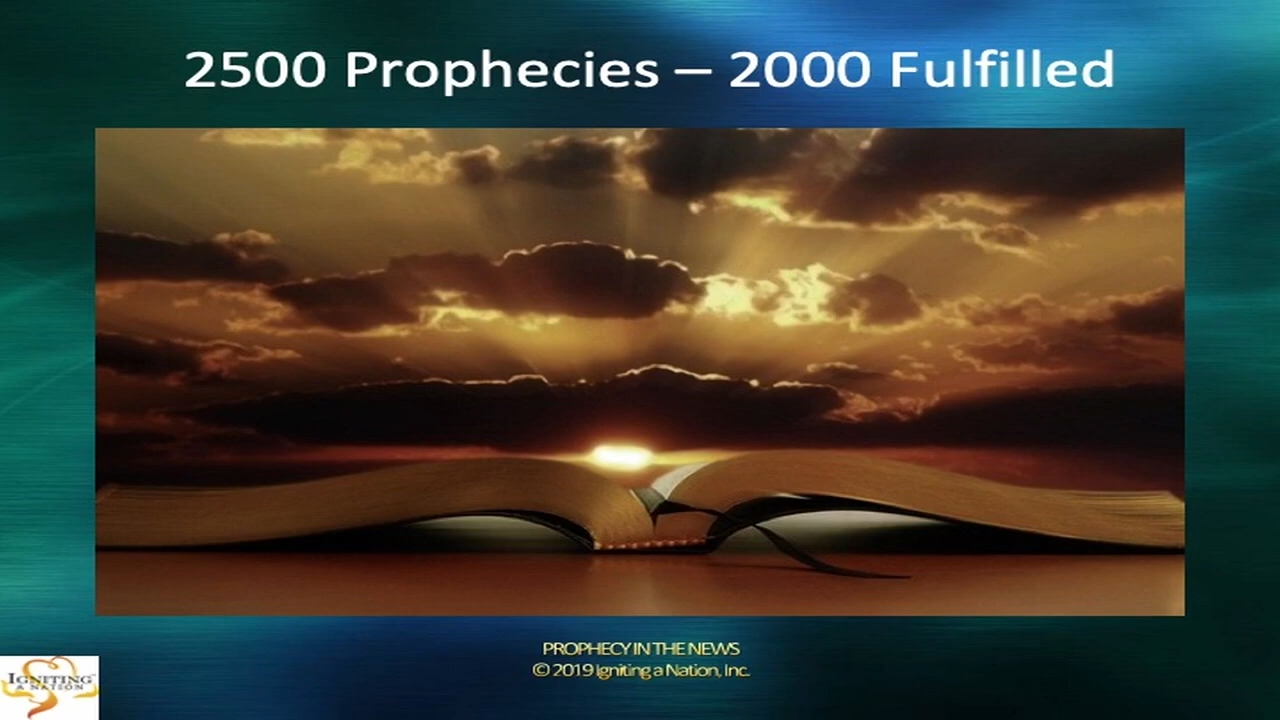 2500 Prophecies – 2000 Fulfilled
PROPHECY IN THE NEWS
© 2019 Igniting a Nation, Inc.
IGNITING
A NATION